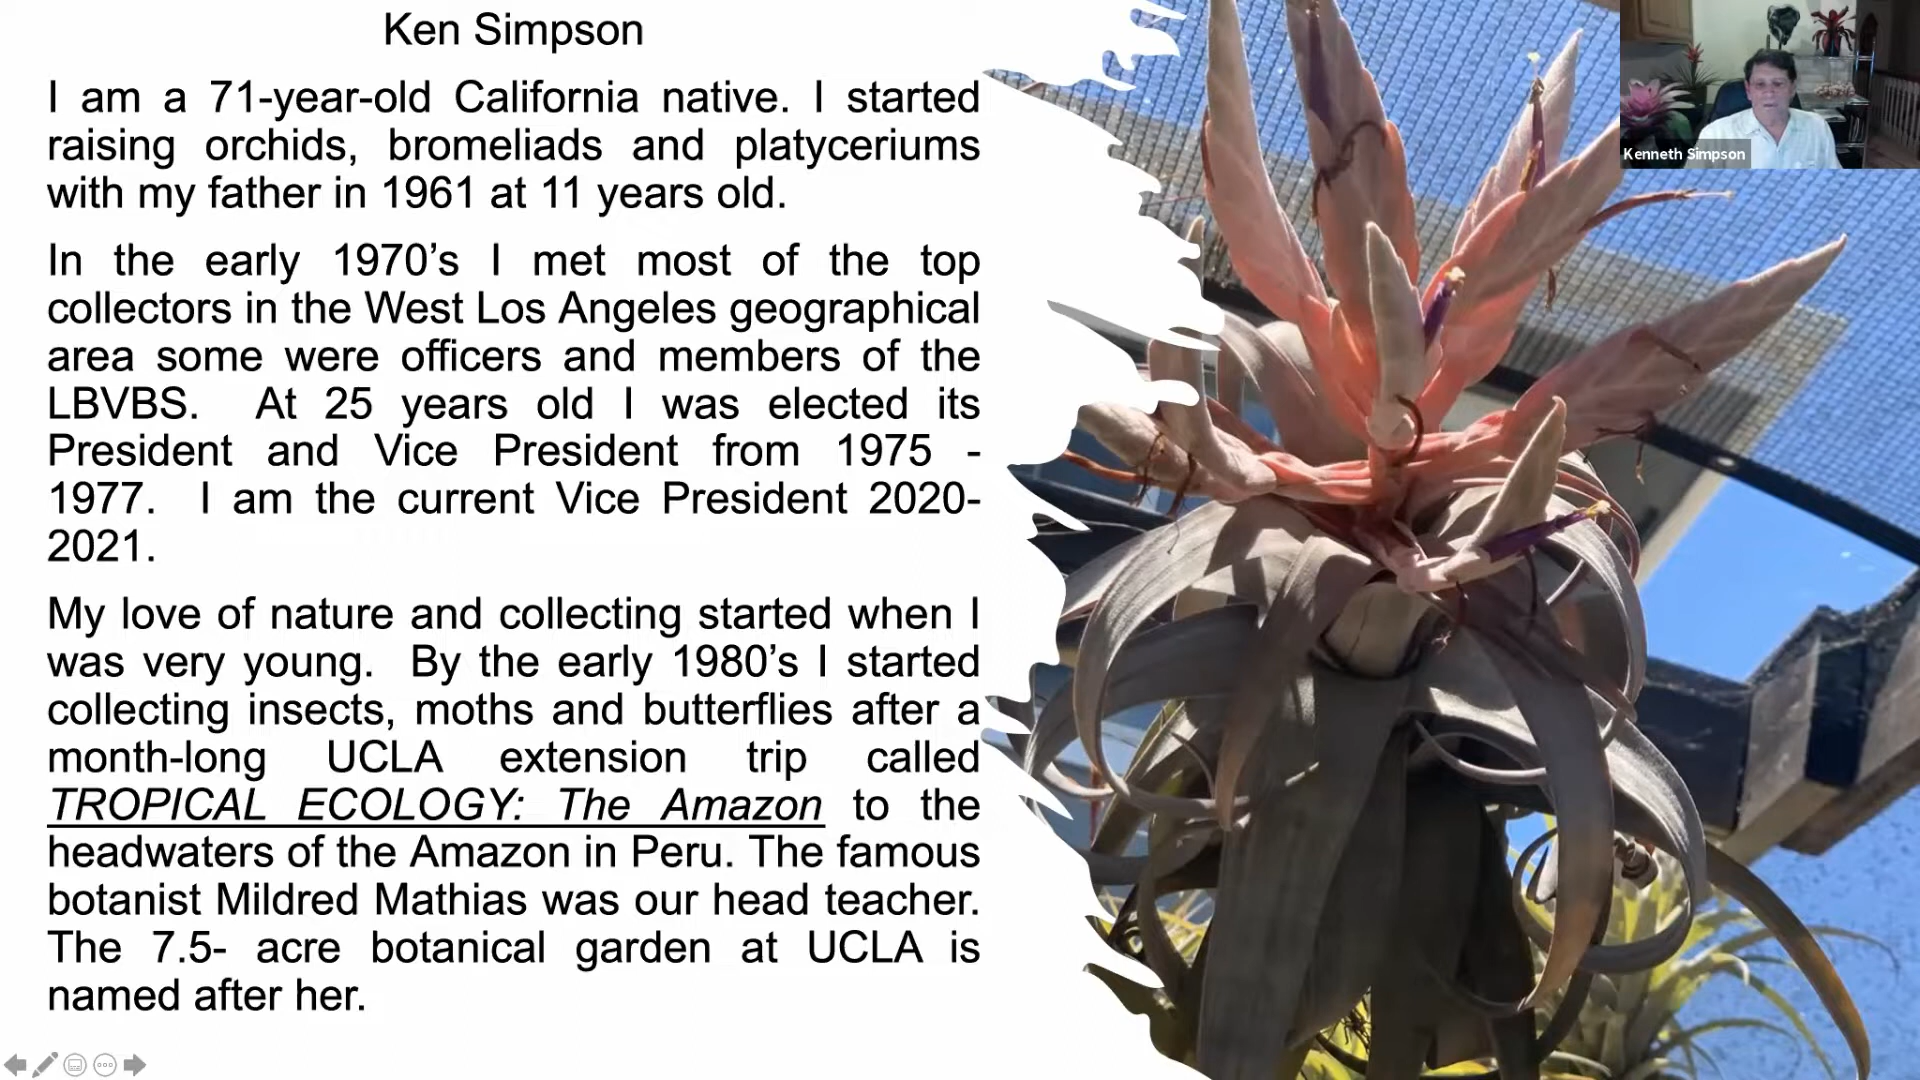 Ken Simpson
I am a 71-year-old California native. I started
raising orchids, bromeliads and platyceriums
with my father in 1961 at 11 years old.
In the early 1970’s I met most of the top
collectors in the West Los Angeles geographical
area some were officers and members of the
LBVBS.  At 25 years old I was elected its
President and Vice President from 1975 -
1977.  I am the current Vice President 2020-
2021.
My love of nature and collecting started when I
was very young.  By the early 1980’s I started
collecting insects, moths and butterflies after a
month-long UCLA extension trip called
TROPICAL ECOLOGY: The Amazon to the
headwaters of the Amazon in Peru. The famous
botanist Mildred Mathias was our head teacher.
The 7.5- acre botanical garden at UCLA is
named after her.
Kenneth Simpson